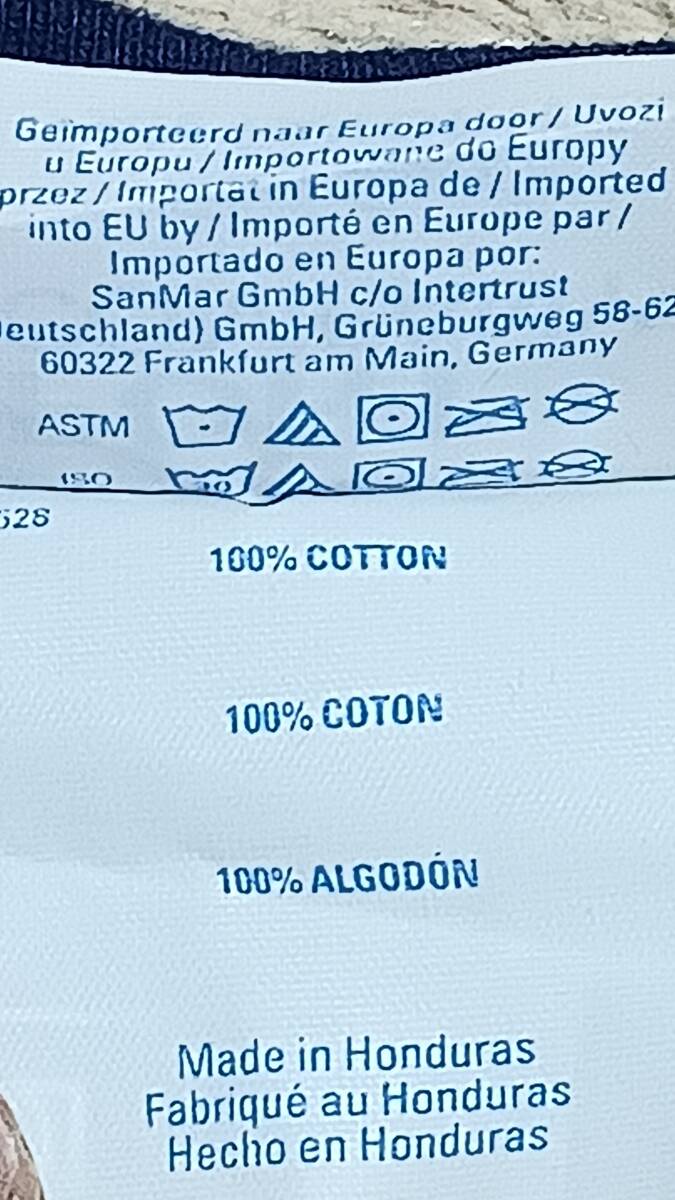 Geïmporteerd naar Europa door / Uvozi
u Europu / Importowane do Europy
przez / Importat în Europa de / Imported
into EU by / Importé en Europe par /
Importado en Europa por:
SanMar GmbH c/o Intertrust
eutschland) GmbH, Grüneburgweg 58-62
60322 Frankfurt am Main, Germany
ASTM
ISO
528
100% COTTON
100% COTON
100% ALGODÓN
Made in Honduras
Fabriqué au Honduras
Hecho en Honduras